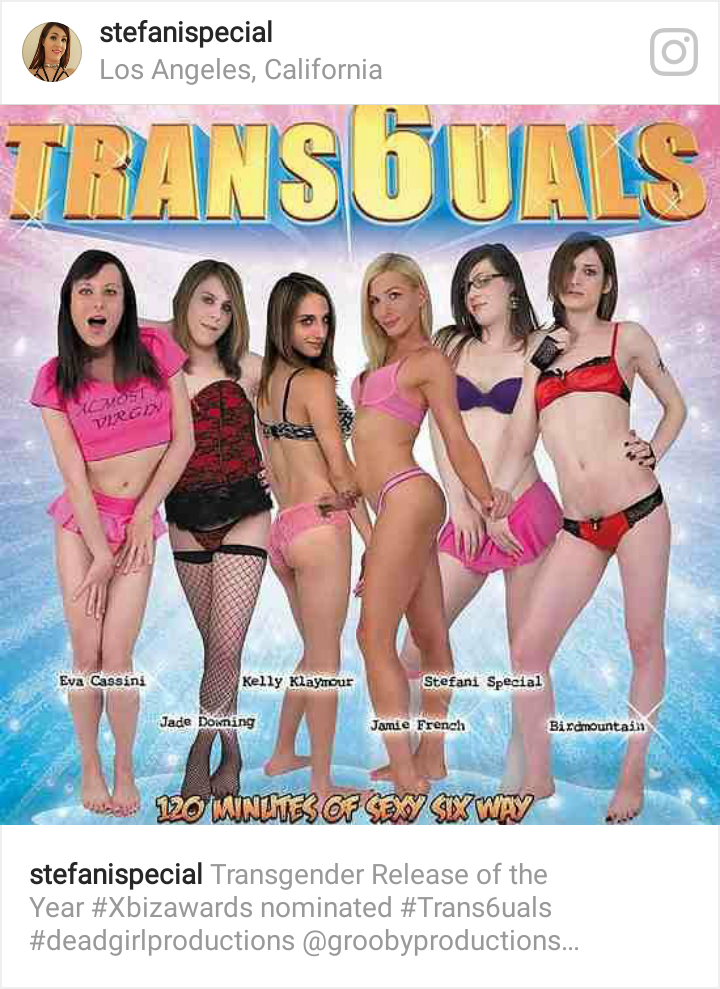 stefanispecial
Los Angeles, California
TRANS6UALS
ALMOST
VIRGIN
Eva Cassini
Kelly Klaymour
Stefani Special
Jade Downing
Jamie French
Birdmountain
120 MINUTES OF SEXY SIX WAY
stefanispecial Transgender Release of the
Year #Xbizawards nominated #Trans6uals
#deadgirlproductions @groobyproductions...